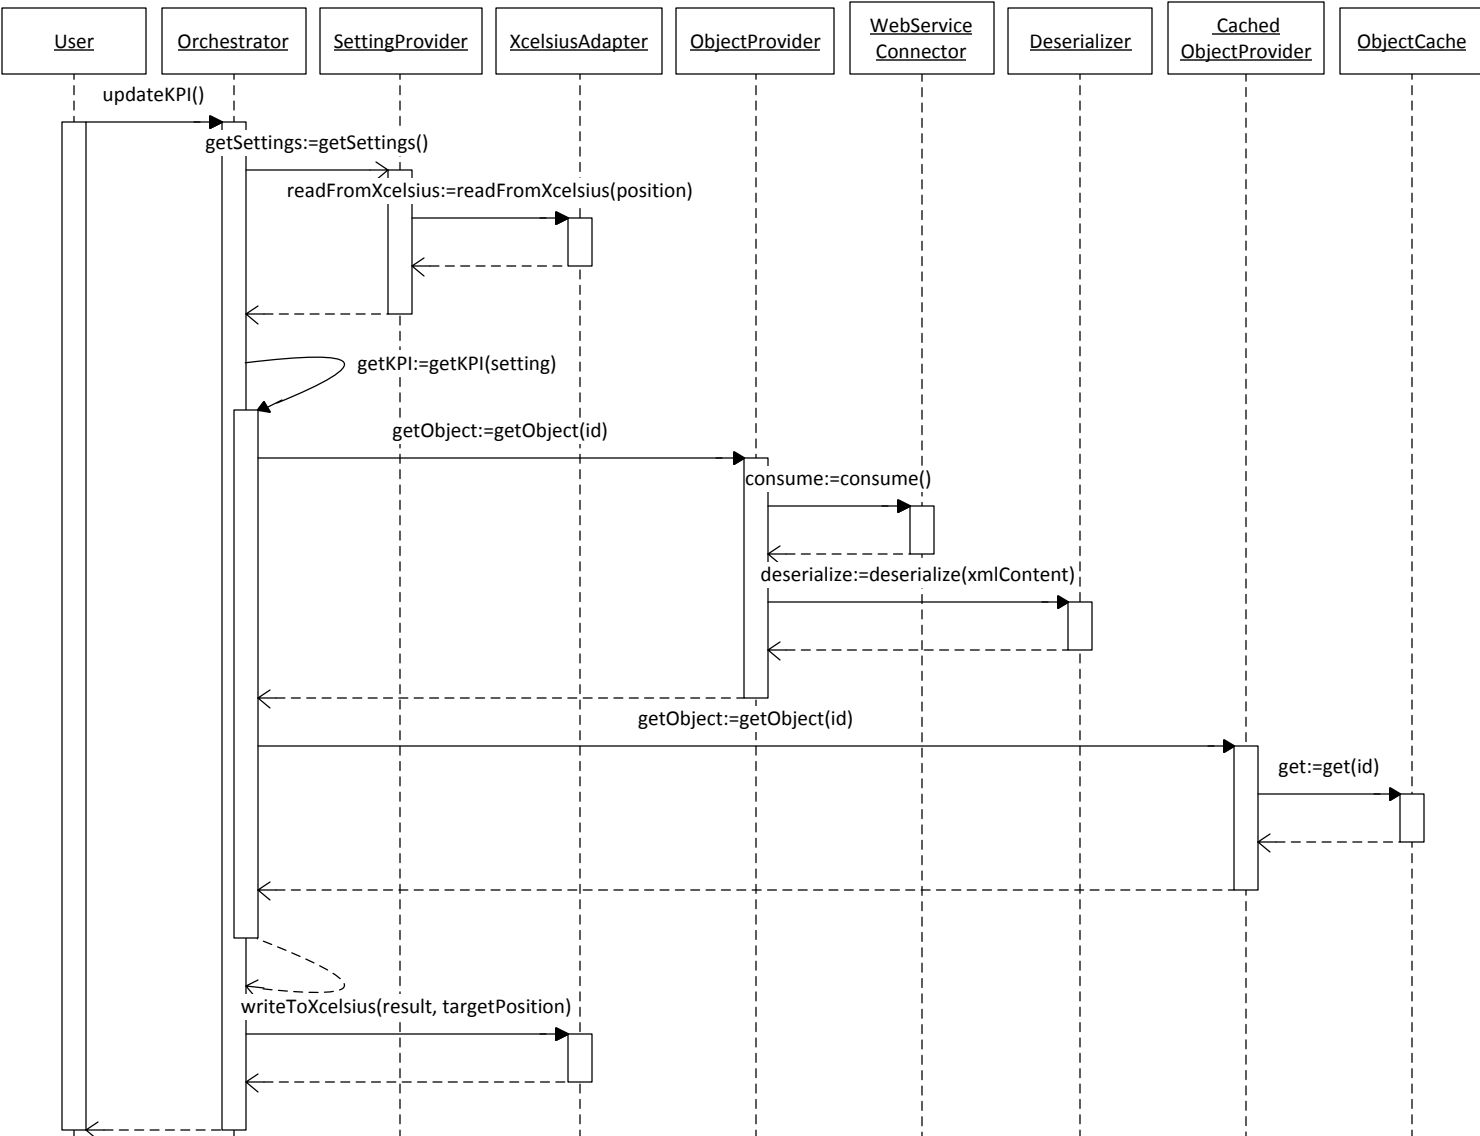 User
Orchestrator
SettingProvider
XcelsiusAdapter
ObjectProvider
WebService
Connector
Deserializer
Cached
ObjectProvider
ObjectCache
updateKPI()
getSettings:=getSettings()
readFromXcelsius:=readFromXcelsius(position)
getKPI:=getKPI(setting)
getObject:=getObject(id)
consume:=consume()
deserialize:=deserialize(xmlContent)
getObject:=getObject(id)
get:=get(id)
writeToXcelsius(result, targetPosition)